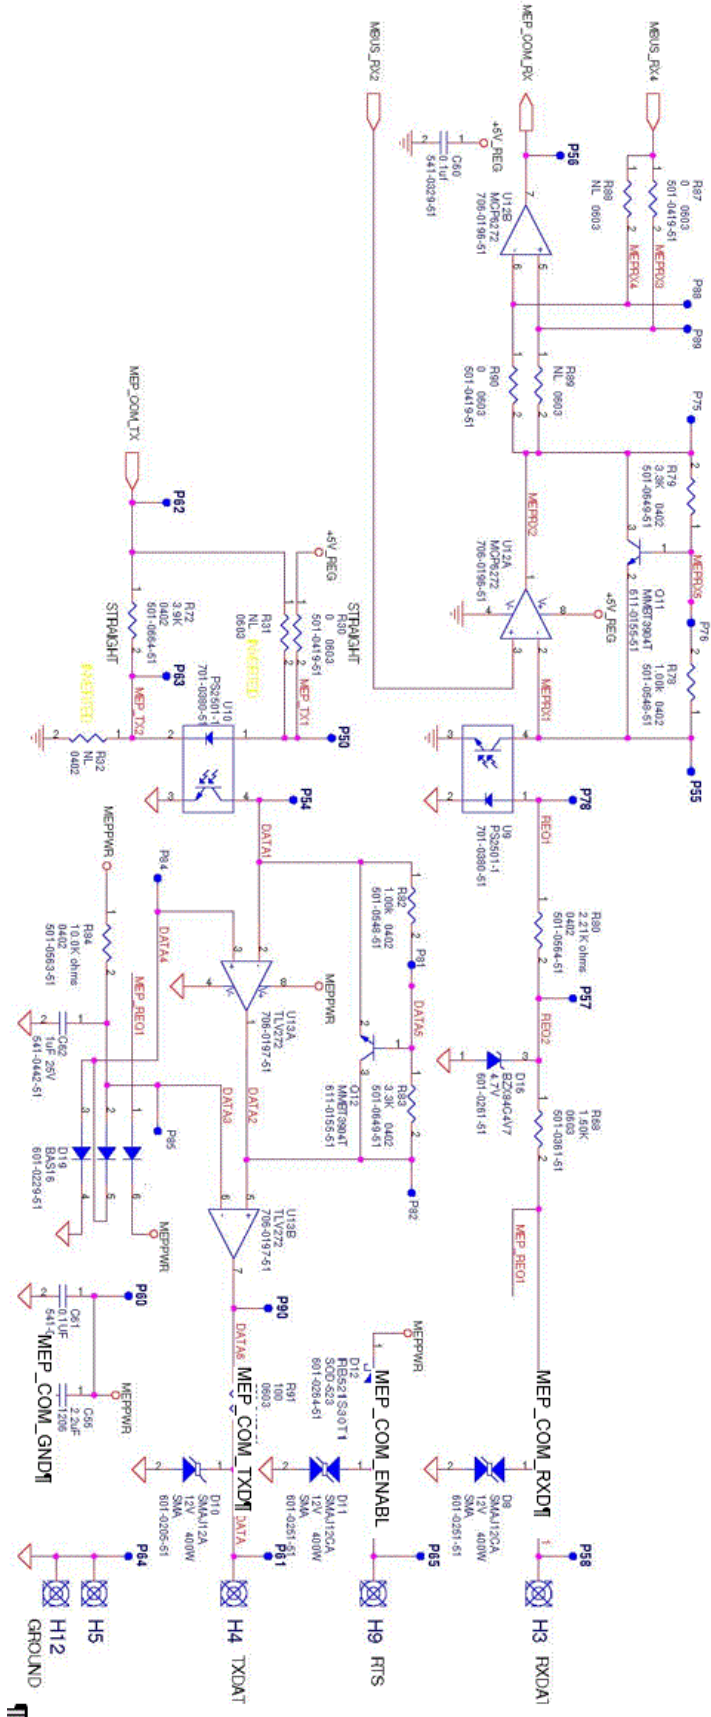 MBUS_RX4
R87
0 0603
501-0419-51
MEPRX3
R88
NL 0603
MEPRX4
P88
P89
MEP_COM_RX
P56
U12B
MCP6272
706-0196-51
+5V_REG
C60
0.1uf
541-0329-51
MBUS_RX2
R89
NL 0603
R90
0 0603
501-0419-51
P75
R79
3.3K 0402
501-0649-51
MEPRX5
P76
Q11
MMBT3904T
611-0155-51
R78
1.00k 0402
501-0648-51
P55
MEPRX2
U12A
MCP6272
706-0196-51
+5V_REG
MEPRX1
U9
PS2501-1
701-0380-51
P78
REQ1
R80
2.21K ohms
0402
501-0564-51
P57
REQ2
D16
BZX84C4V7
4.7V
601-0261-51
R68
1.50K
0603
501-0361-51
MEP_REQ1
MEP_COM_RXD¶
D8
SMAJ12CA
12V 400W
SMA
601-0251-51
P58
H3 RXDAT
MEPPWR
D12
RB521S30T1
SOD-523
601-0264-51
MEP_COM_ENABL
D11
SMAJ12CA
12V 400W
SMA
601-0251-51
P65
H9 RTS
MEP_COM_TX
P62
+5V_REG
STRAIGHT
R30
0 0603
501-0419-51
MEP_TX1
R31
NL
0603
INVERTED
P50
R72
3.9K
0402
501-0664-51
STRAIGHT
P63
MEP_TX2
INVERTED
R32
NL
0402
U10
PS2501-1
701-0380-51
P54
DATA1
R82
1.00k 0402
501-0648-51
P81
DATA5
Q12
MMBT3904T
611-0155-51
R83
3.3K 0402
501-0649-51
P82
MEPPWR
U13A
TLV272
706-0197-51
DATA2
DATA3
DATA4
P84
P85
U13B
TLV272
706-0197-51
P90
DATA6
R91
100
0603
MEP_COM_TXD¶
DATA
D10
SMAJ12A
12V 400W
SMA
601-0205-51
P61
H4 TXDAT
MEPPWR
R84
10.0K ohms
0402
501-0563-51
MEP_REQ1
C62
1uF 25V
541-0442-51
D19
BAS16
601-0229-51
MEPPWR
P60
C61
0.1UF
541-
C55
2.2uF
1206
MEPPWR
MEP_COM_GND¶
P64
H5
H12
GROUND
¶